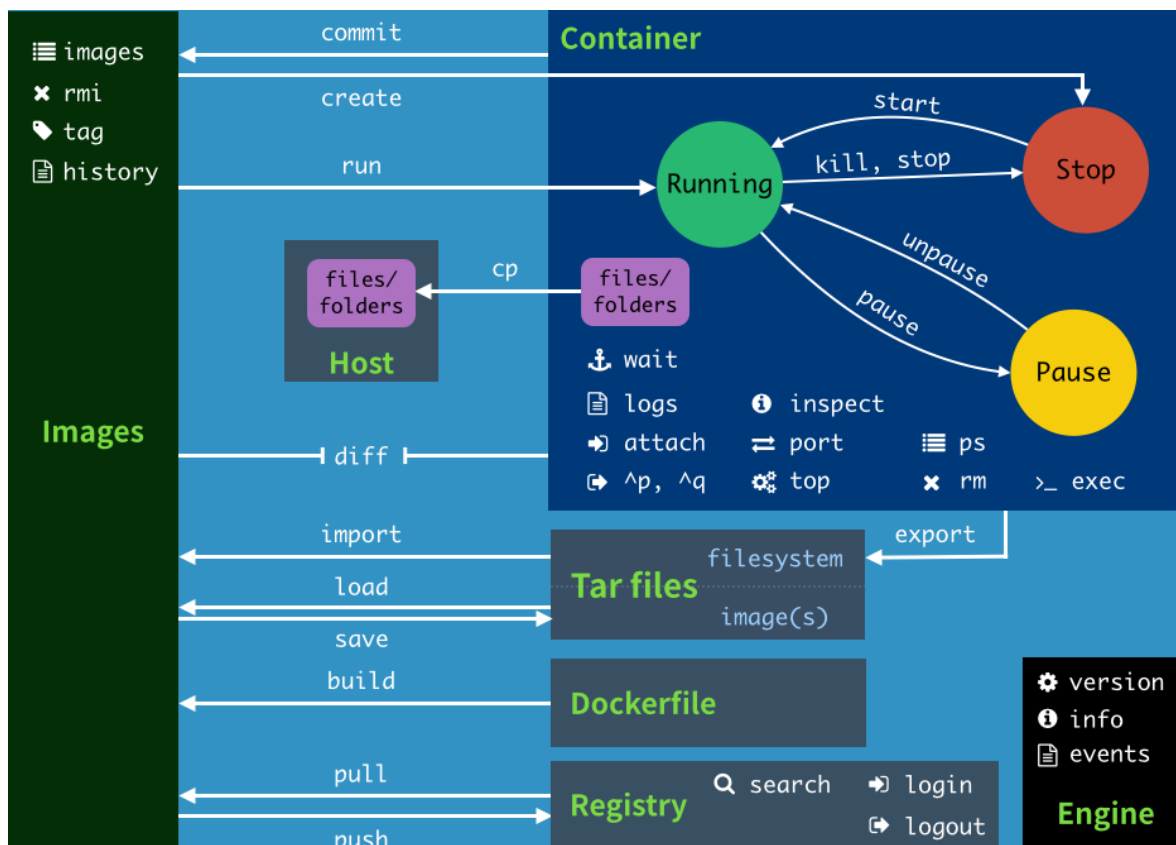 images
rmi
tag
history
Images
commit
create
run
cp
files/
folders
Host
diff
import
load
save
build
pull
push
Container
start
kill, stop
Running
Stop
unpause
pause
Pause
files/
folders
wait
logs
inspect
attach
port
ps
^p, ^q
top
rm
>_ exec
export
Tar files
filesystem
image(s)
Dockerfile
Registry
search
login
logout
version
info
events
Engine